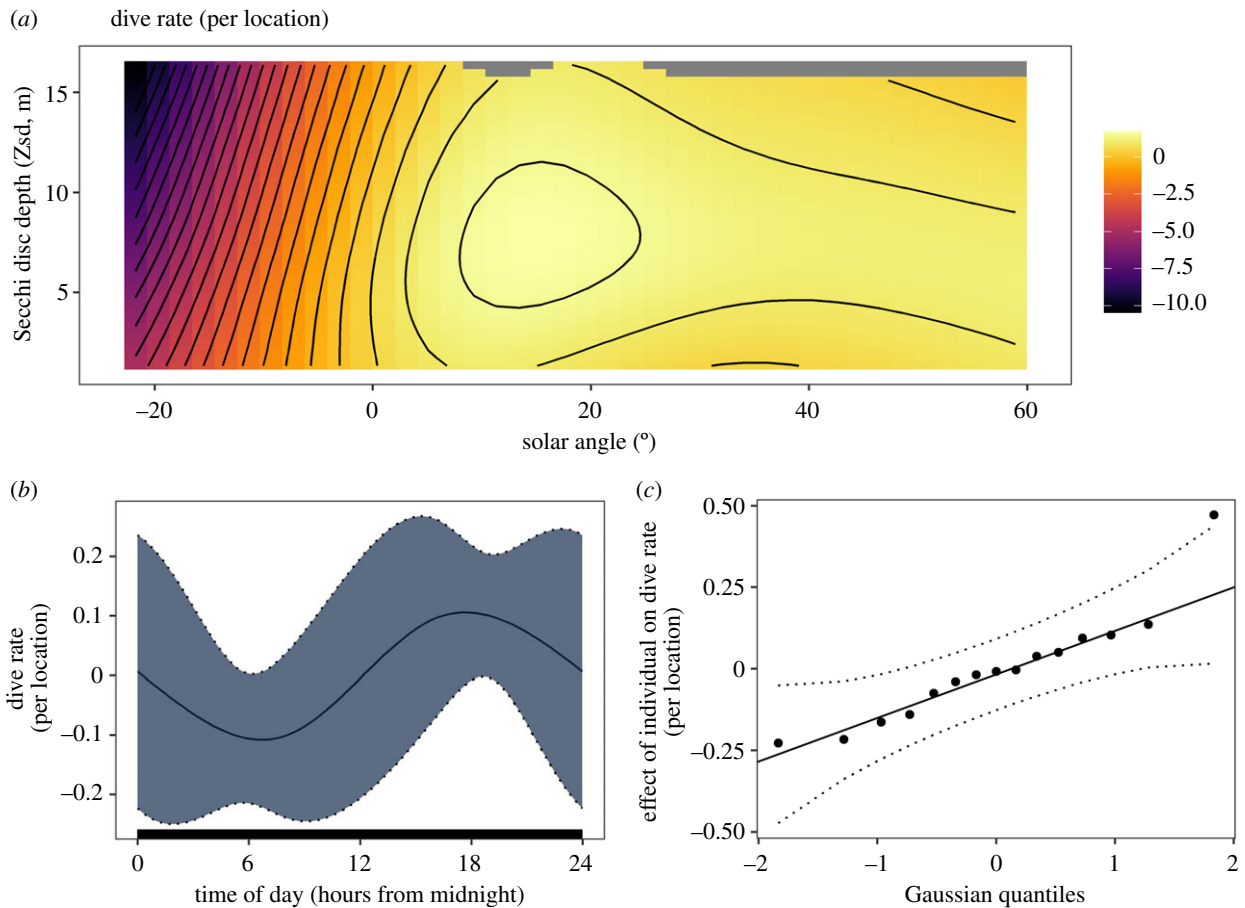 (a) dive rate (per location)
Secchi disc depth (Zsd, m)
15
10
5
–20 0 20 40 60
solar angle (°)
0
–2.5
–5.0
–7.5
–10.0
(b)
dive rate
(per location)
0.2
0.1
0
–0.1
–0.2
0 6 12 18 24
time of day (hours from midnight)
(c)
effect of individual on dive rate
(per location)
0.50
0.25
0
–0.25
–0.50
–2 –1 0 1 2
Gaussian quantiles